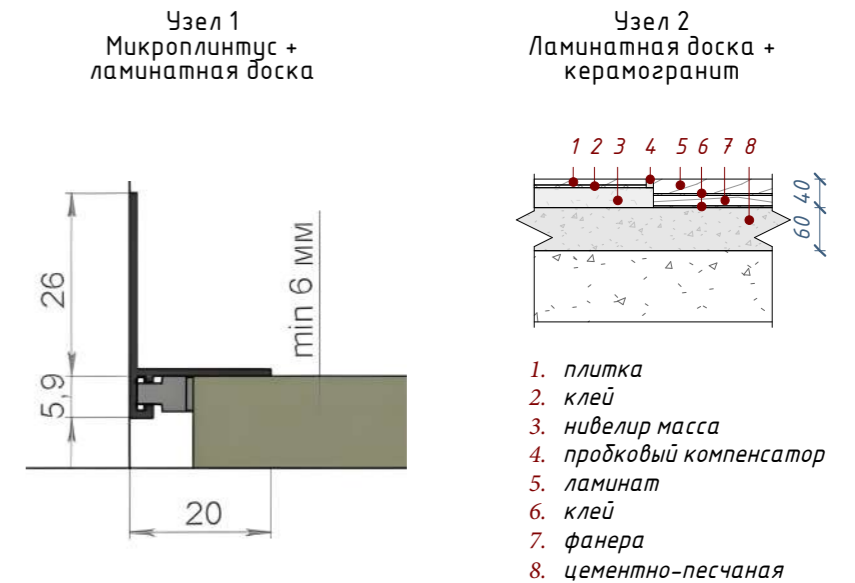 Узел 1
Микроплинтус +
ламинатная доска
26
5,9
min 6 мм
20
Узел 2
Ламинатная доска +
керамогранит
1 2 3 4 5 6 7 8
40
60
1. плитка
2. клей
3. нивелир масса
4. пробковый компенсатор
5. ламинат
6. клей
7. фанера
8. цементно-песчаная